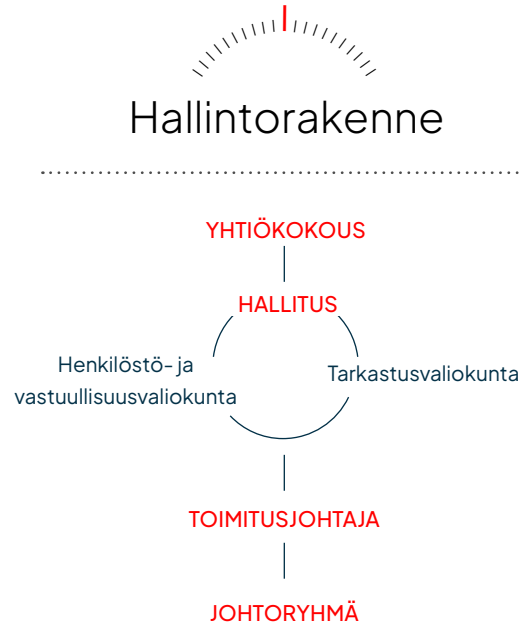 Hallintorakenne
YHTIÖKOKOUS
HALLITUS
Henkilöstö- ja
vastuullisuusvaliokunta
Tarkastusvaliokunta
TOIMITUSJOHTAJA
JOHTORYHMÄ